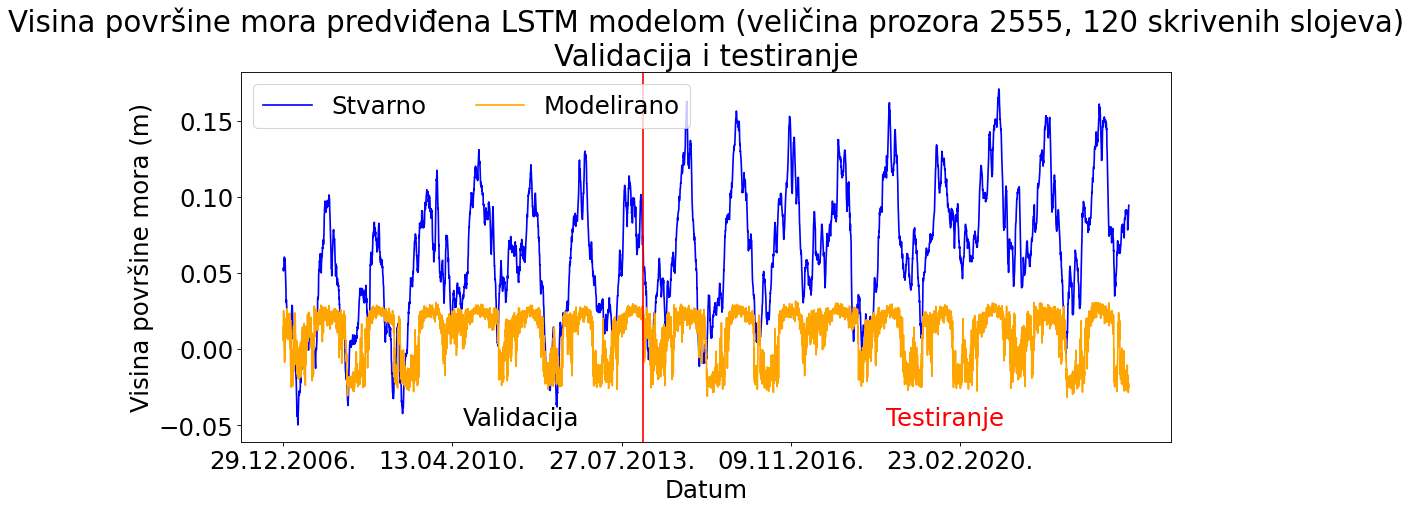 Visina površine mora predviđena LSTM modelom (veličina prozora 2555, 120 skrivenih slojeva)
Validacija i testiranje
Stvarno Modelirano
Visina površine mora (m)
0.15
0.10
0.05
0.00
−0.05
Validacija Testiranje
29.12.2006. 13.04.2010. 27.07.2013. 09.11.2016. 23.02.2020.
Datum